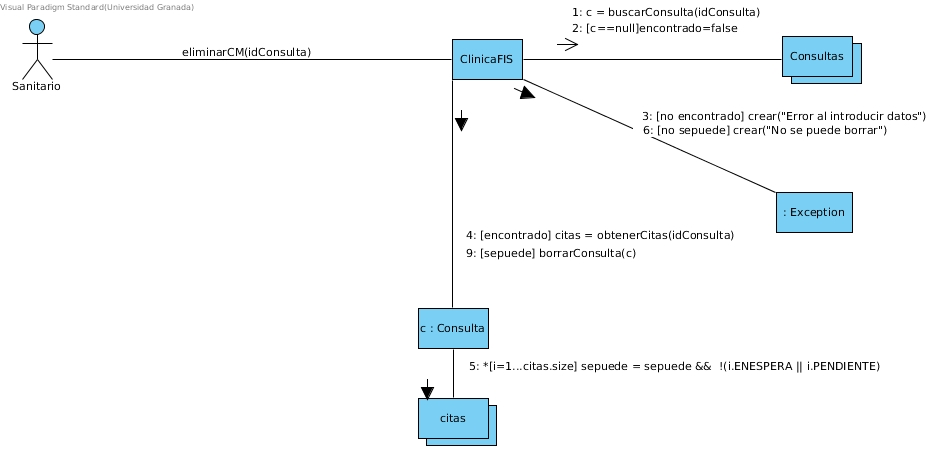 Visual Paradigm Standard(Universidad Granada)
1: c = buscarConsulta(idConsulta)
2: [c==null]encontrado=false
eliminarCM(idConsulta)
ClinicaFIS
Consultas
Sanitario
3: [no encontrado] crear("Error al introducir datos")
6: [no sepuede] crear("No se puede borrar")
: Exception
4: [encontrado] citas = obtenerCitas(idConsulta)
9: [sepuede] borrarConsulta(c)
c : Consulta
5: *[i=1...citas.size] sepuede = sepuede && !(i.ENESPERA || i.PENDIENTE)
citas